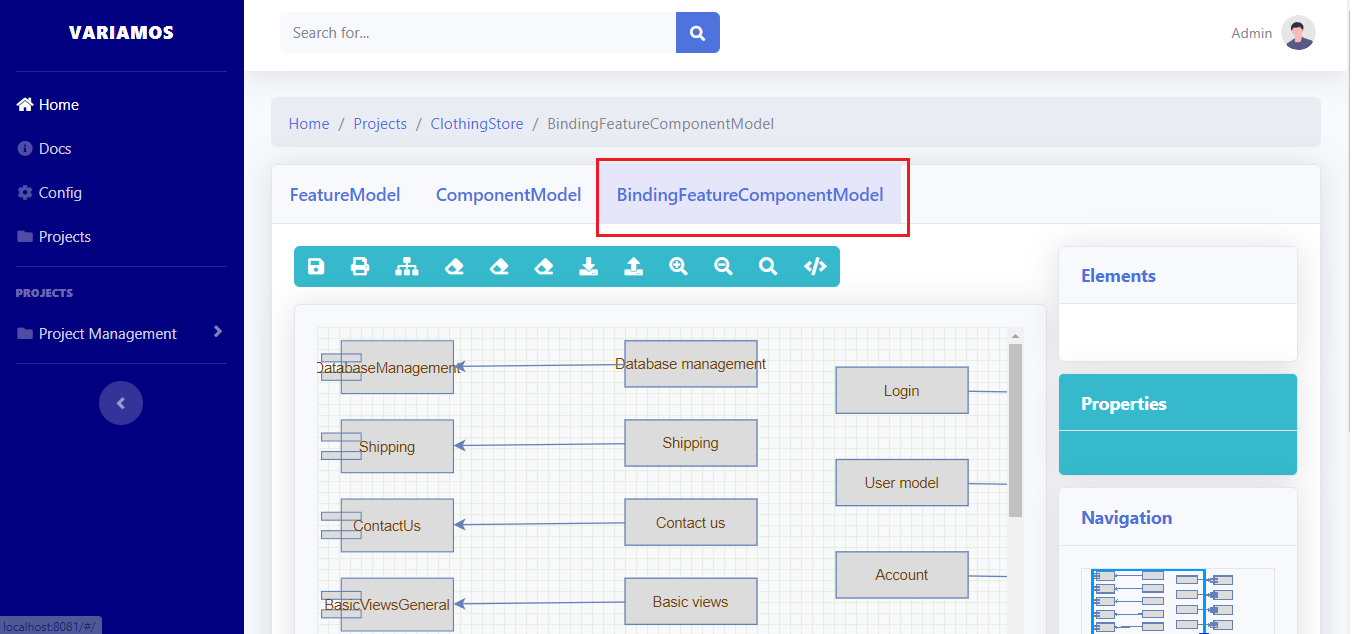 VARIAMOS
Search for...
Admin
Home
Docs
Config
Projects
PROJECTS
Project Management
Home / Projects / ClothingStore / BindingFeatureComponentModel
FeatureModel ComponentModel BindingFeatureComponentModel
Elements
Properties
Navigation
DatabaseManagement Database management
Login
Shipping Shipping
User model
ContactUs Contact us
Account
BasicViewsGeneral Basic views
localhost:8081/#/